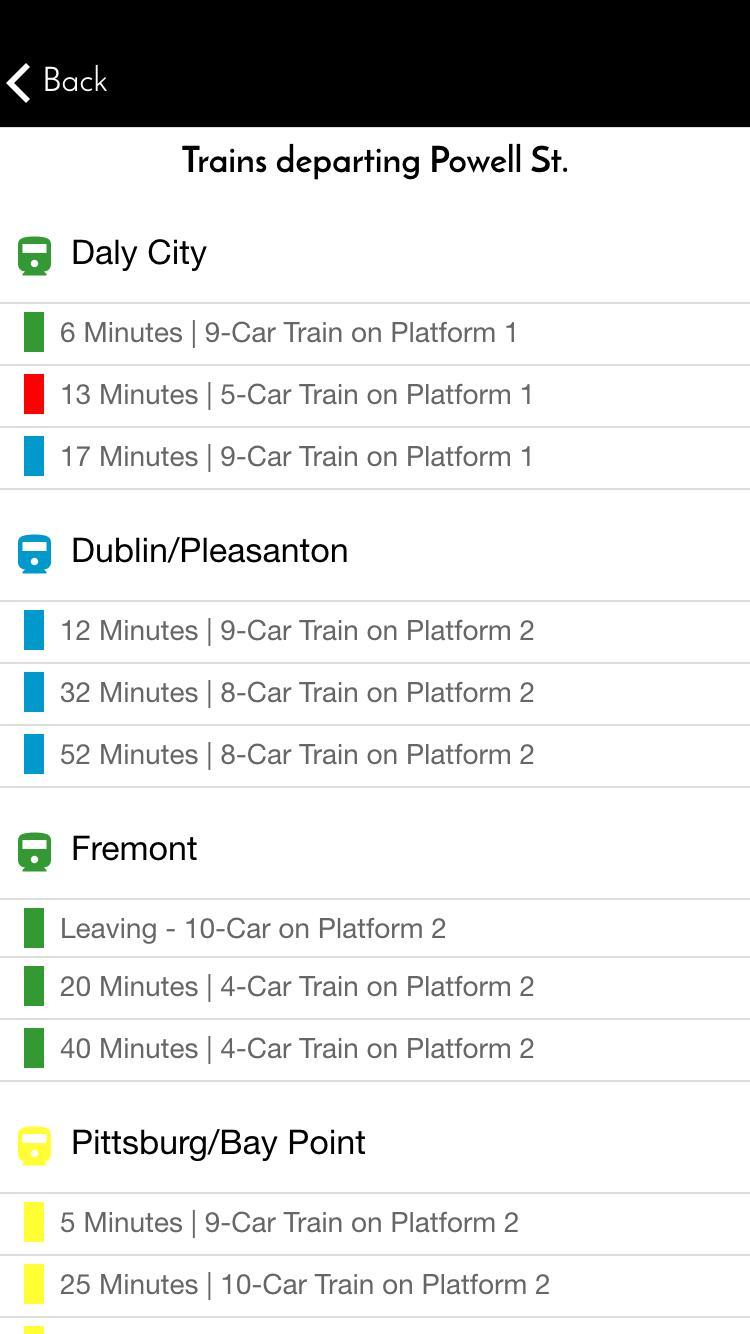 Back
Trains departing Powell St.
Daly City
6 Minutes | 9-Car Train on Platform 1
13 Minutes | 5-Car Train on Platform 1
17 Minutes | 9-Car Train on Platform 1
Dublin/Pleasanton
12 Minutes | 9-Car Train on Platform 2
32 Minutes | 8-Car Train on Platform 2
52 Minutes | 8-Car Train on Platform 2
Fremont
Leaving - 10-Car on Platform 2
20 Minutes | 4-Car Train on Platform 2
40 Minutes | 4-Car Train on Platform 2
Pittsburg/Bay Point
5 Minutes | 9-Car Train on Platform 2
25 Minutes | 10-Car Train on Platform 2